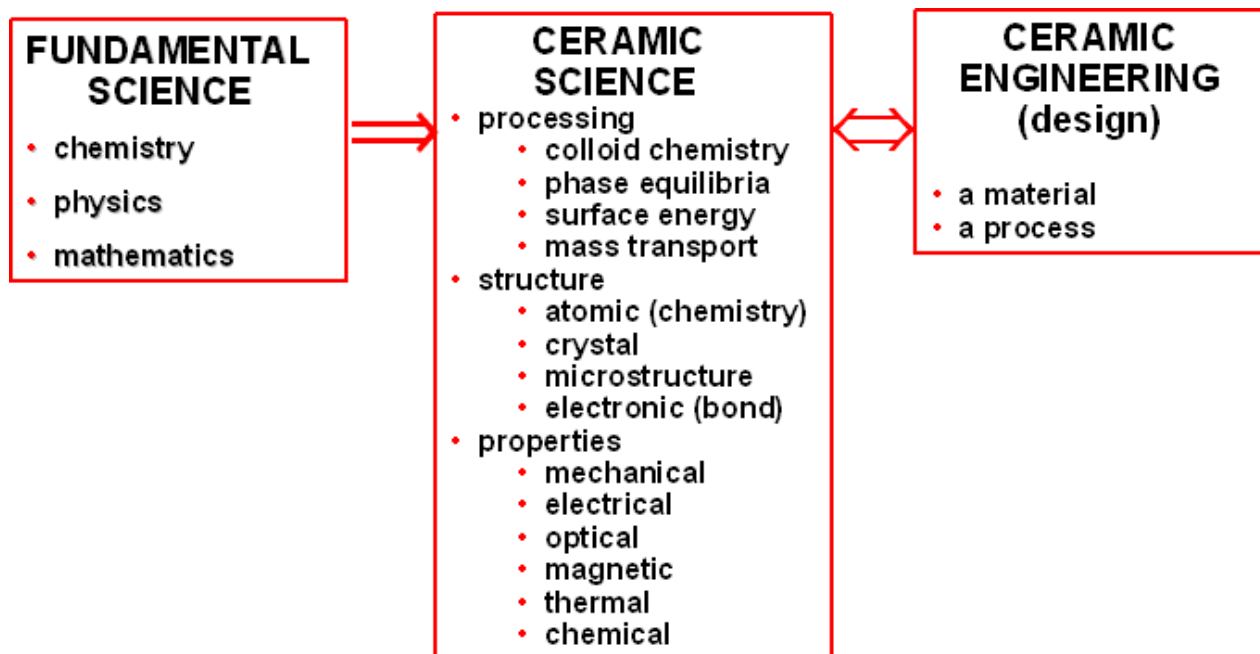 FUNDAMENTAL
SCIENCE
• chemistry
• physics
• mathematics
CERAMIC
SCIENCE
• processing
• colloid chemistry
• phase equilibria
• surface energy
• mass transport
• structure
• atomic (chemistry)
• crystal
• microstructure
• electronic (bond)
• properties
• mechanical
• electrical
• optical
• magnetic
• thermal
• chemical
CERAMIC
ENGINEERING
(design)
• a material
• a process